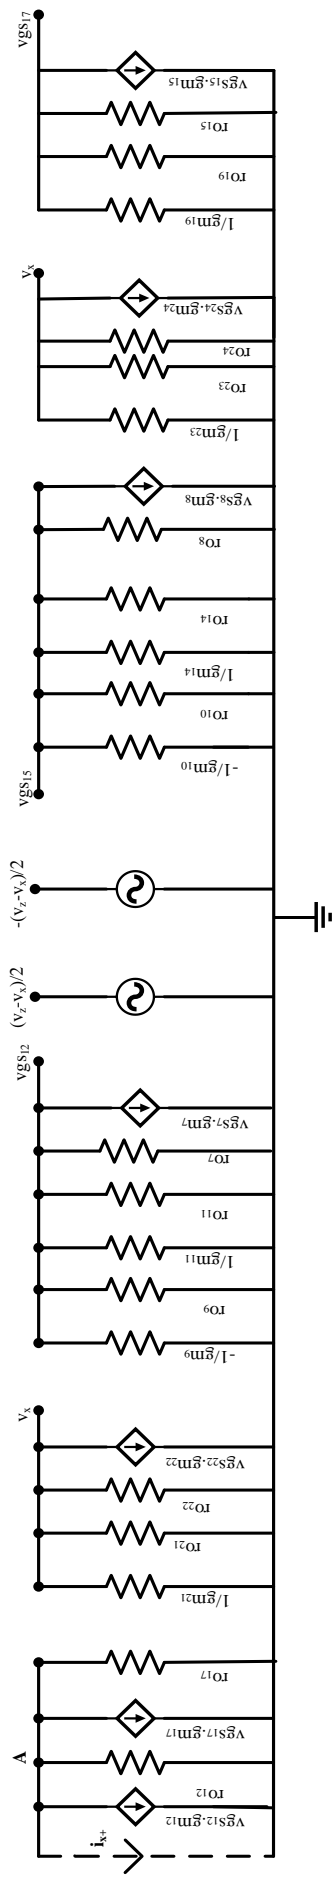 vgs₁₇
vgs₁₅.gm₁₅
ro₁₅
ro₁₉
1/gm₁₉
vₓ
vgs₂₄.gm₂₄
ro₂₄
ro₂₃
1/gm₂₃
vgs₈.gm₈
ro₈
ro₁₄
1/gm₁₄
ro₁₀
-1/gm₁₀
vgs₁₅
-(v_z-vₓ)/2
(v_z-vₓ)/2
vgs₁₂
vgs₇.gm₇
ro₇
ro₁₁
1/gm₁₁
ro₉
-1/gm₉
vₓ
vgs₂₂.gm₂₂
ro₂₂
ro₂₁
1/gm₂₁
ro₁₇
A
vgs₁₇.gm₁₇
ro₁₂
vgs₁₂.gm₁₂
iₓ₊